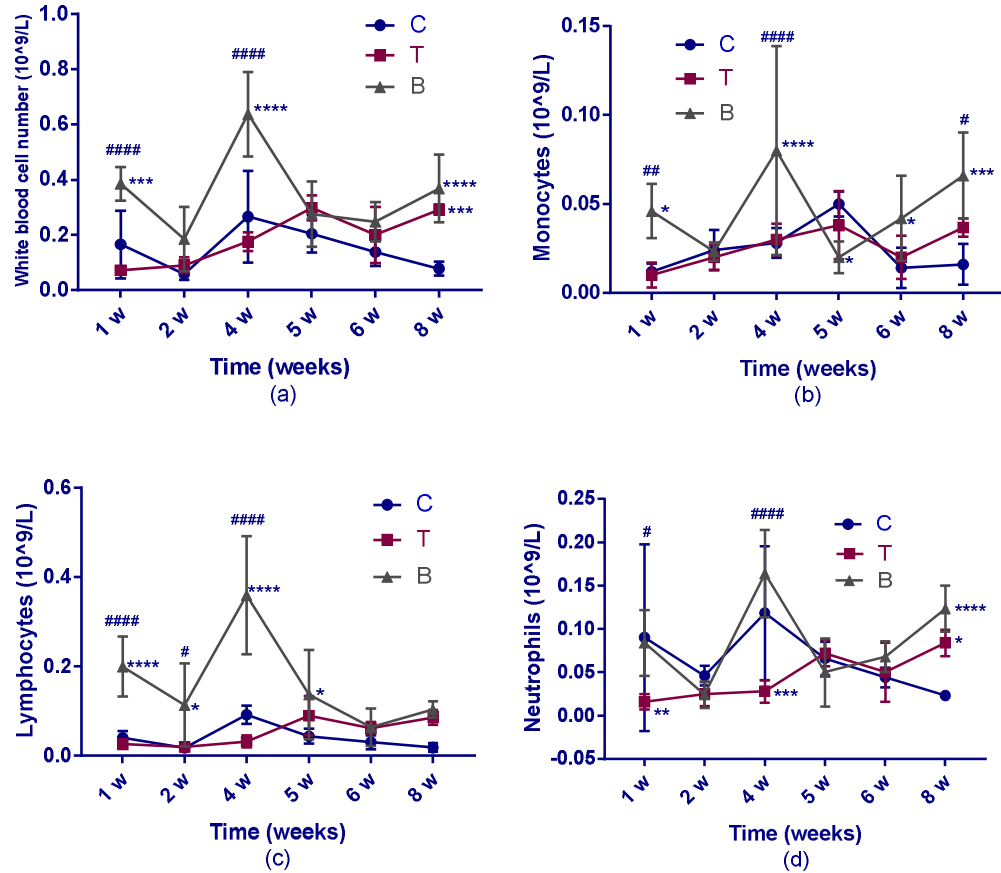 White blood cell number (10^9/L)
1.0
0.8
0.6
0.4
0.2
0.0
C
T
B
####
***
####
****
****
***
1 w
2 w
4 w
5 w
6 w
8 w
Time (weeks)
(a)
Monocytes (10^9/L)
0.15
0.10
0.05
0.00
C
T
B
##
*
####
****
*
*
#
***
1 w
2 w
4 w
5 w
6 w
8 w
Time (weeks)
(b)
Lymphocytes (10^9/L)
0.6
0.4
0.2
0.0
C
T
B
####
****
#
*
####
****
*
1 w
2 w
4 w
5 w
6 w
8 w
Time (weeks)
(c)
Neutrophils (10^9/L)
0.25
0.20
0.15
0.10
0.05
0.00
-0.05
C
T
B
#
**
####
***
****
*
1 w
2 w
4 w
5 w
6 w
8 w
Time (weeks)
(d)